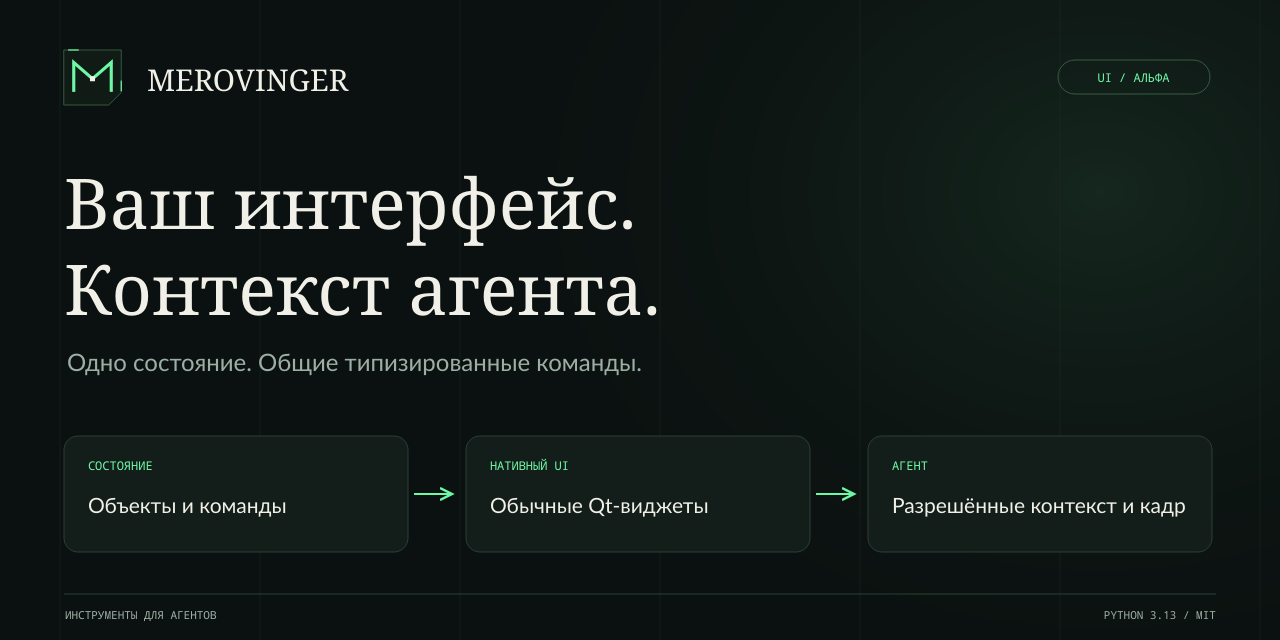 MEROVINGER
UI / АЛЬФА
Ваш интерфейс.
Контекст агента.
Одно состояние. Общие типизированные команды.
СОСТОЯНИЕ
Объекты и команды
НАТИВНЫЙ UI
Обычные Qt-виджеты
АГЕНТ
Разрешённые контекст и кадр
ИНСТРУМЕНТЫ ДЛЯ АГЕНТОВ
PYTHON 3.13 / MIT